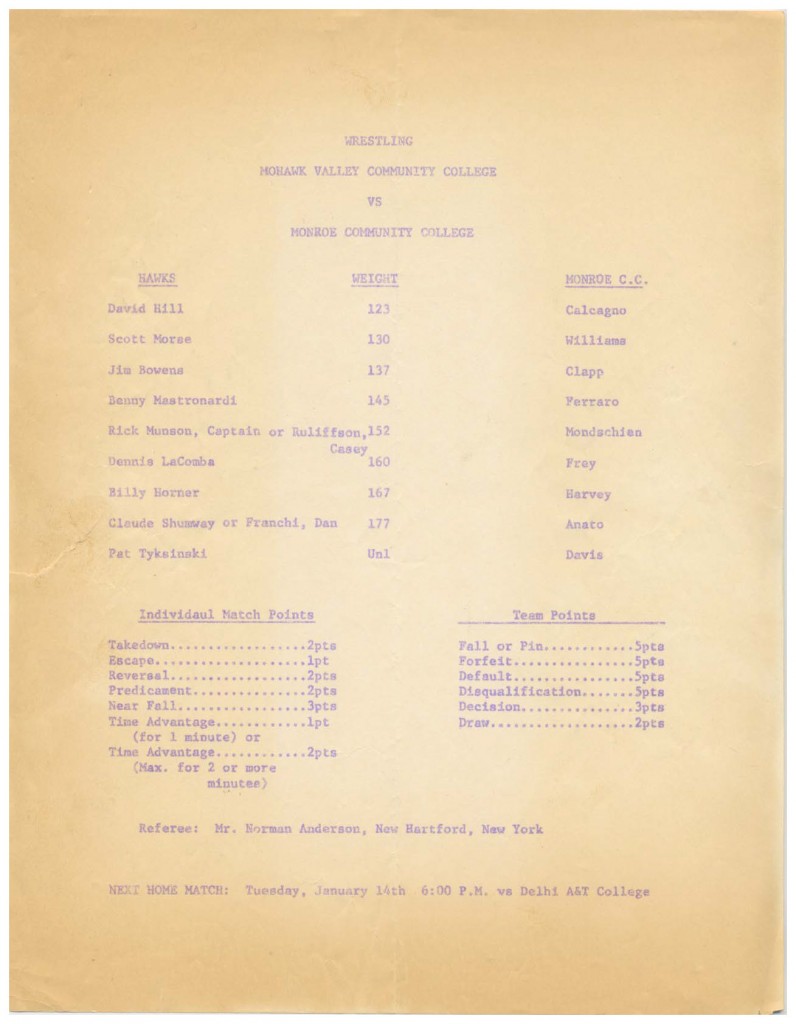 WRESTLING
MOHAWK VALLEY COMMUNITY COLLEGE
VS
MONROE COMMUNITY COLLEGE
HAWKS WEIGHT MONROE C.C.
David Hill 123 Calcagno
Scott Morse 130 Williams
Jim Bowens 137 Clapp
Benny Mastronardi 145 Ferraro
Rick Munson, Captain or Ruliffson, 152 Mondschien
Casey
Dennis LaComba 160 Frey
Billy Horner 167 Harvey
Claude Shumway or Franchi, Dan 177 Anato
Pat Tyksinski Unl Davis
Individaul Match Points Team Points
Takedown..................2pts Fall or Pin............5pts
Escape....................1pt Forfeit................5pts
Reversal..................2pts Default................5pts
Predicament...............2pts Disqualification.......5pts
Near Fall.................3pts Decision...............3pts
Time Advantage............1pt Draw...................2pts
(for 1 minute) or
Time Advantage............2pts
(Max. for 2 or more
minutes)
Referee: Mr. Norman Anderson, New Hartford, New York
NEXT HOME MATCH: Tuesday, January 14th 6:00 P.M. vs Delhi A&T College